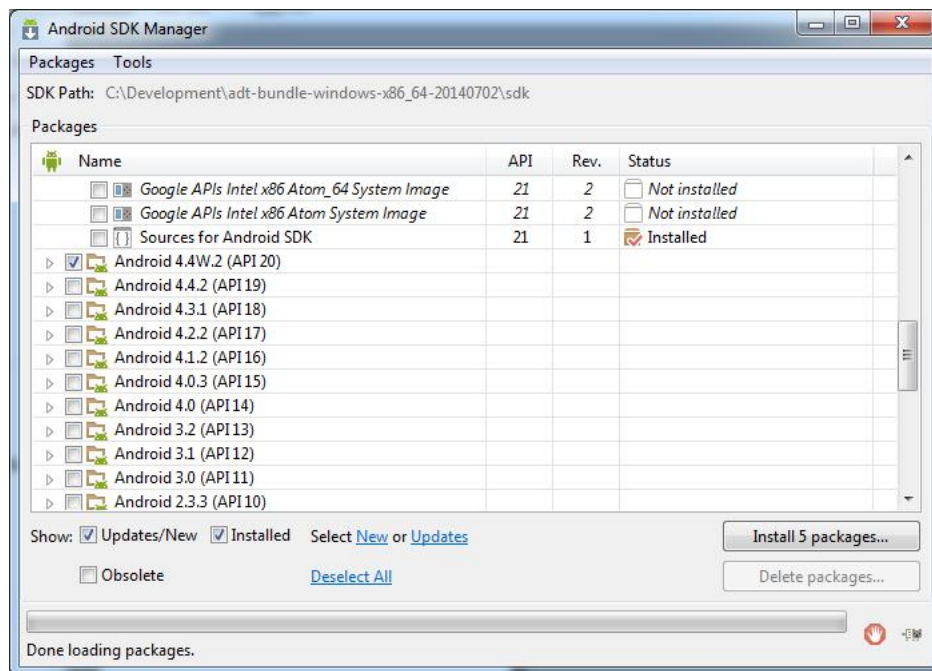 Android SDK Manager
Packages Tools
SDK Path: C:\Development\adt-bundle-windows-x86_64-20140702\sdk
Packages
Name API Rev. Status
Google APIs Intel x86 Atom_64 System Image 21 2 Not installed
Google APIs Intel x86 Atom System Image 21 2 Not installed
Sources for Android SDK 21 1 Installed
Android 4.4W.2 (API 20)
Android 4.4.2 (API 19)
Android 4.3.1 (API 18)
Android 4.2.2 (API 17)
Android 4.1.2 (API 16)
Android 4.0.3 (API 15)
Android 4.0 (API 14)
Android 3.2 (API 13)
Android 3.1 (API 12)
Android 3.0 (API 11)
Android 2.3.3 (API 10)
Show: Updates/New Installed Select New or Updates Install 5 packages...
Obsolete Deselect All Delete packages...
Done loading packages.